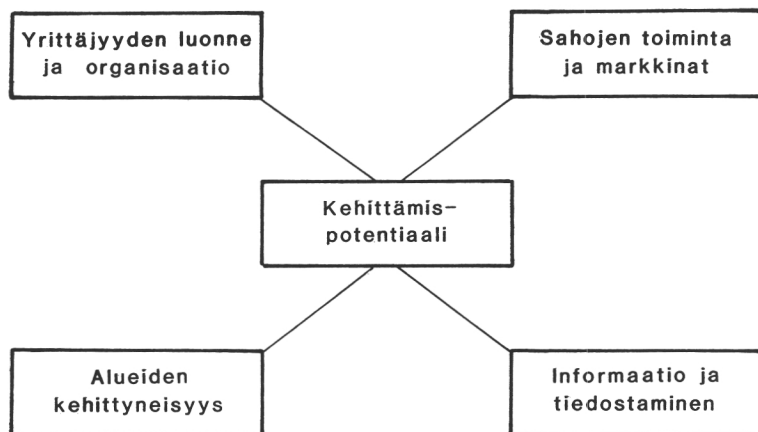 Yrittäjyyden luonne
ja organisaatio
Sahojen toiminta
ja markkinat
Kehittämis-
potentiaali
Alueiden
kehittyneisyys
Informaatio ja
tiedostaminen